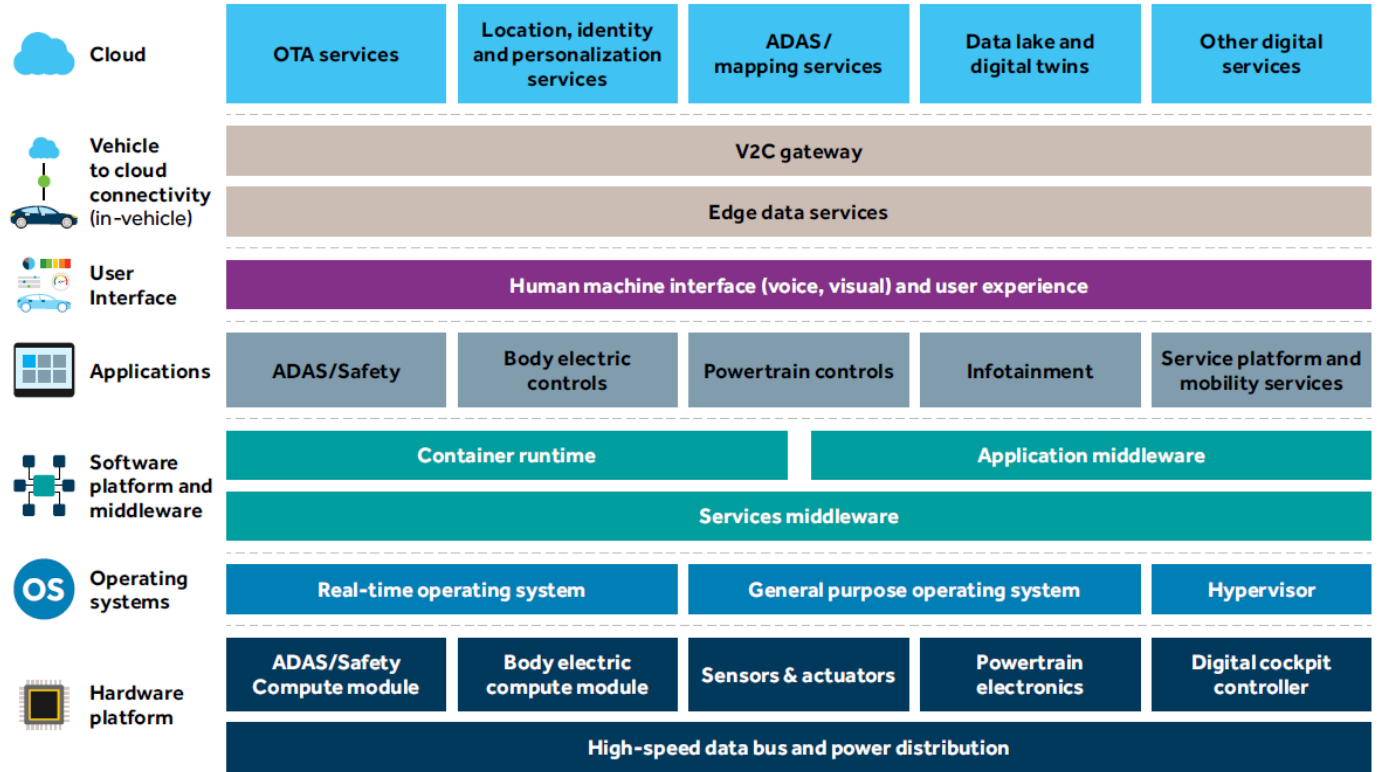 Cloud
OTA services
Location, identity
and personalization
services
ADAS/
mapping services
Data lake and
digital twins
Other digital
services
Vehicle
to cloud
connectivity
(in-vehicle)
V2C gateway
Edge data services
User
Interface
Human machine interface (voice, visual) and user experience
Applications
ADAS/Safety
Body electric
controls
Powertrain controls
Infotainment
Service platform and
mobility services
Software
platform and
middleware
Container runtime
Application middleware
Services middleware
OS
Operating
systems
Real-time operating system
General purpose operating system
Hypervisor
Hardware
platform
ADAS/Safety
Compute module
Body electric
compute module
Sensors & actuators
Powertrain
electronics
Digital cockpit
controller
High-speed data bus and power distribution